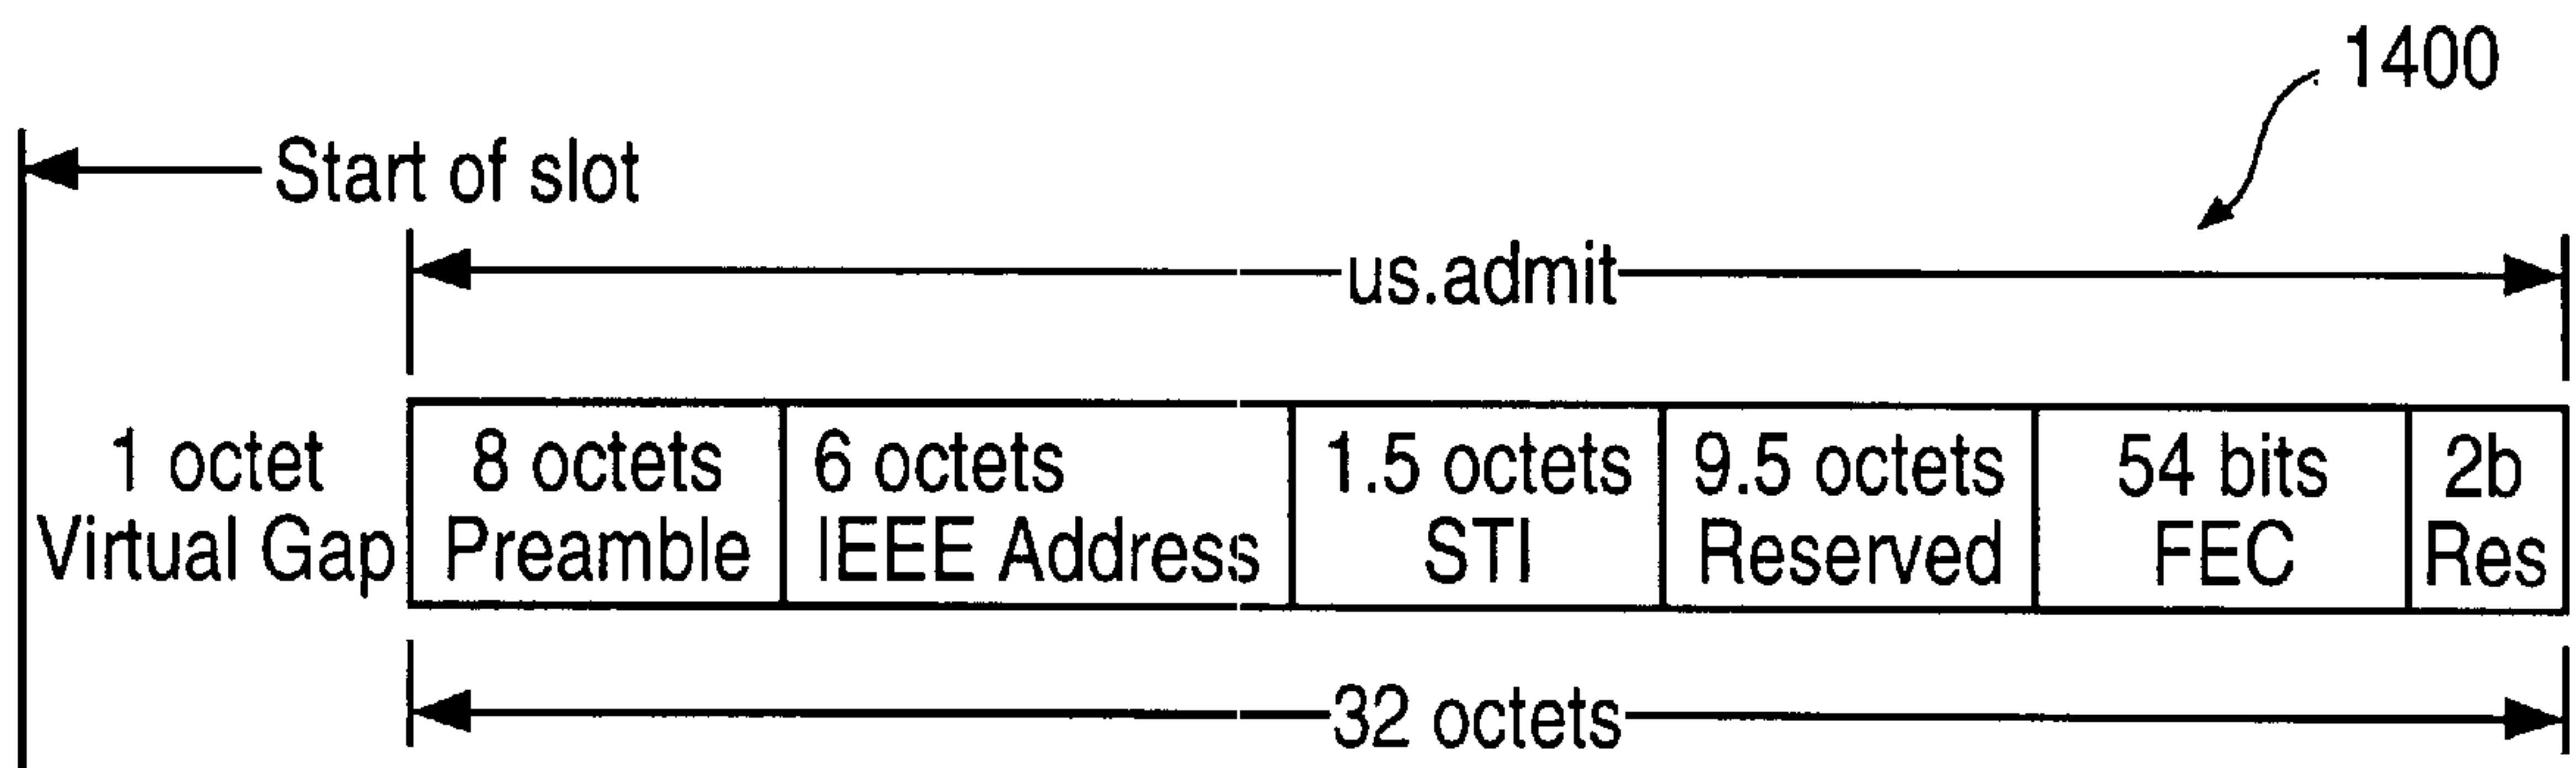 1400
Start of slot
us.admit
1 octet
Virtual Gap
8 octets
Preamble
6 octets
IEEE Address
1.5 octets
STI
9.5 octets
Reserved
54 bits
FEC
2b
Res
32 octets